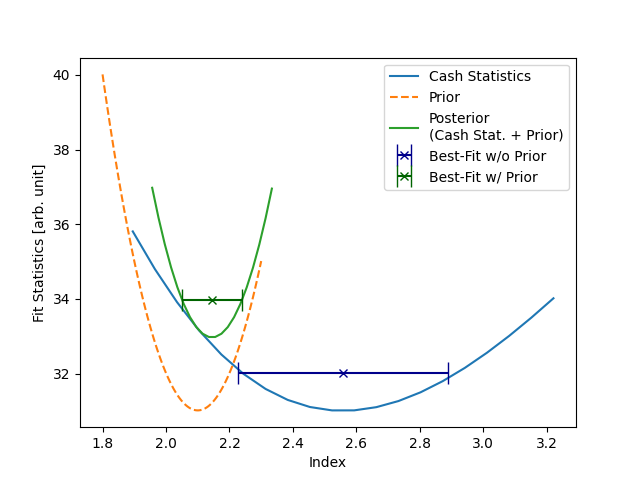 40
38
36
34
32
Fit Statistics [arb. unit]
1.8 2.0 2.2 2.4 2.6 2.8 3.0 3.2
Index
Cash Statistics
Prior
Posterior
(Cash Stat. + Prior)
Best-Fit w/o Prior
Best-Fit w/ Prior